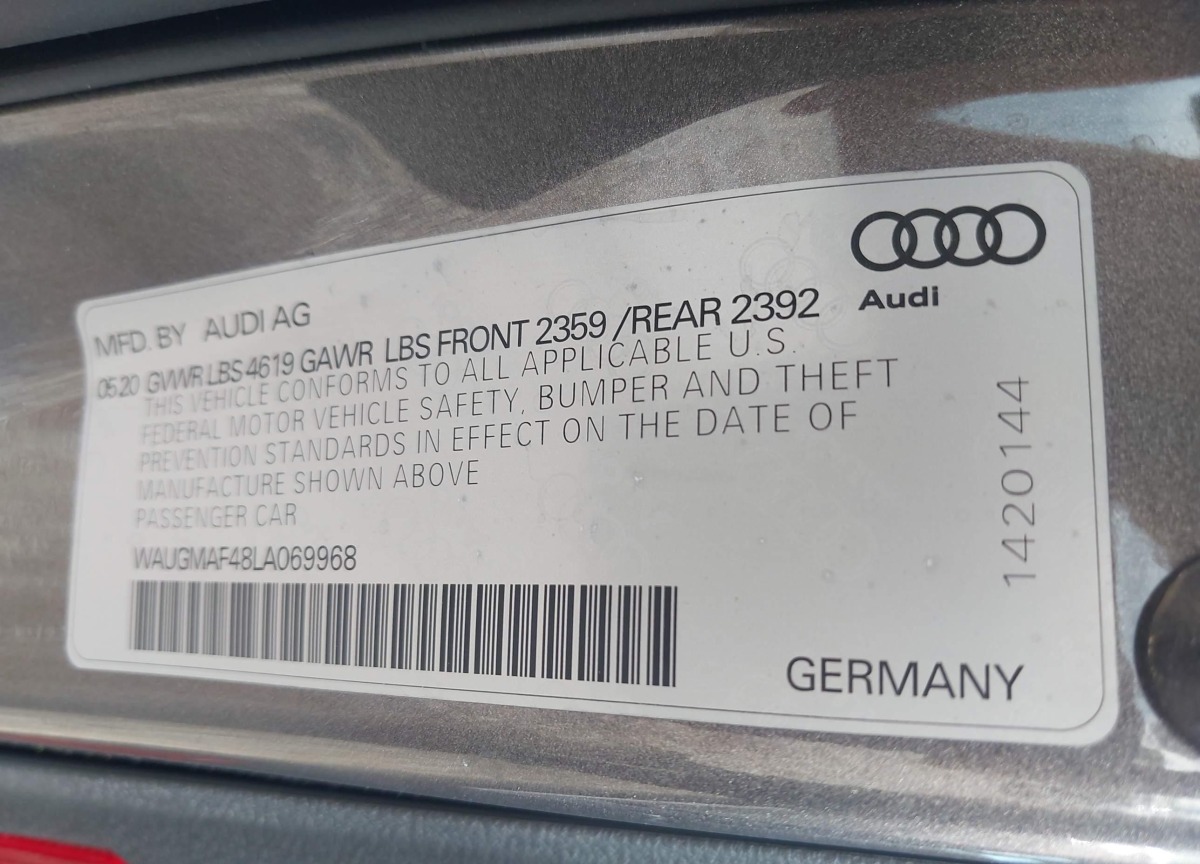 Audi
MFD. BY AUDI AG
05.20 GVWR LBS 4619 GAWR LBS FRONT 2359 /REAR 2392
THIS VEHICLE CONFORMS TO ALL APPLICABLE U.S.
FEDERAL MOTOR VEHICLE SAFETY, BUMPER AND THEFT
PREVENTION STANDARDS IN EFFECT ON THE DATE OF
MANUFACTURE SHOWN ABOVE
PASSENGER CAR
WAUGMAF48LA069968
1420144
GERMANY